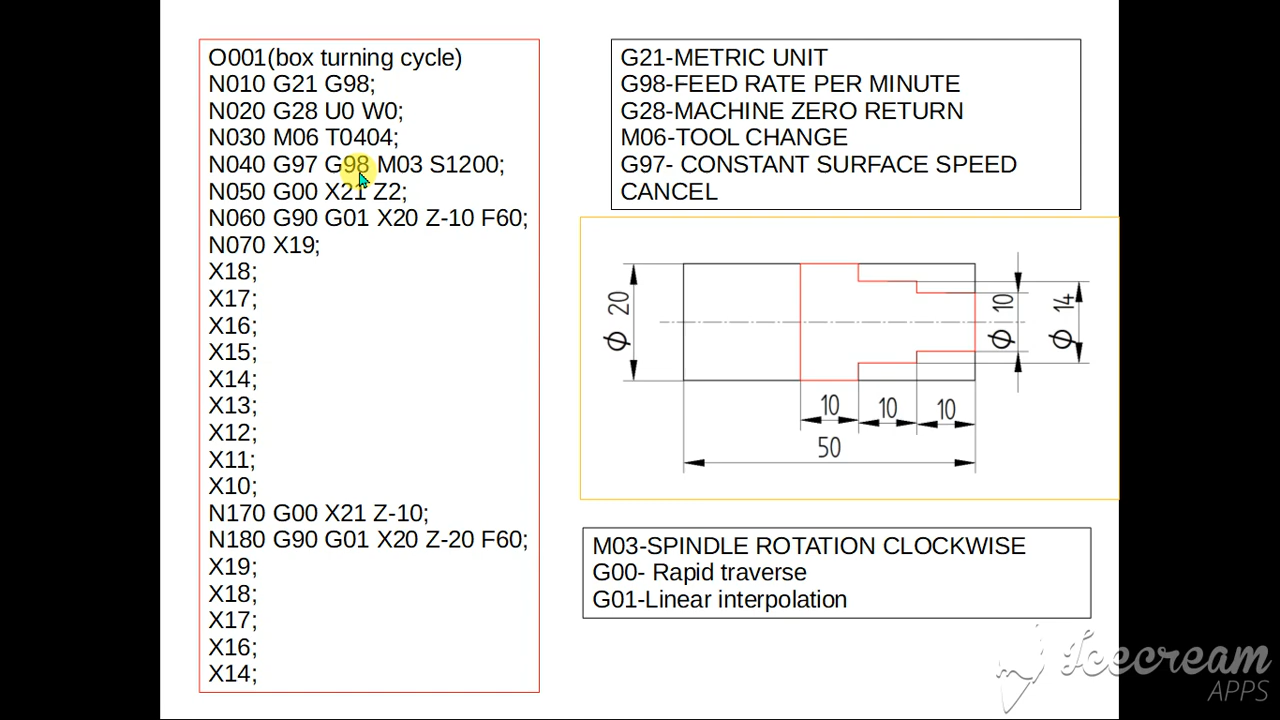 O001(box turning cycle)
N010 G21 G98;
N020 G28 U0 W0;
N030 M06 T0404;
N040 G97 G98 M03 S1200;
N050 G00 X21 Z2;
N060 G90 G01 X20 Z-10 F60;
N070 X19;
X18;
X17;
X16;
X15;
X14;
X13;
X12;
X11;
X10;
N170 G00 X21 Z-10;
N180 G90 G01 X20 Z-20 F60;
X19;
X18;
X17;
X16;
X14;
G21-METRIC UNIT
G98-FEED RATE PER MINUTE
G28-MACHINE ZERO RETURN
M06-TOOL CHANGE
G97- CONSTANT SURFACE SPEED
CANCEL
Φ 20
Φ 10
Φ 14
10
10
10
50
M03-SPINDLE ROTATION CLOCKWISE
G00- Rapid traverse
G01-Linear interpolation
Icecream
APPS